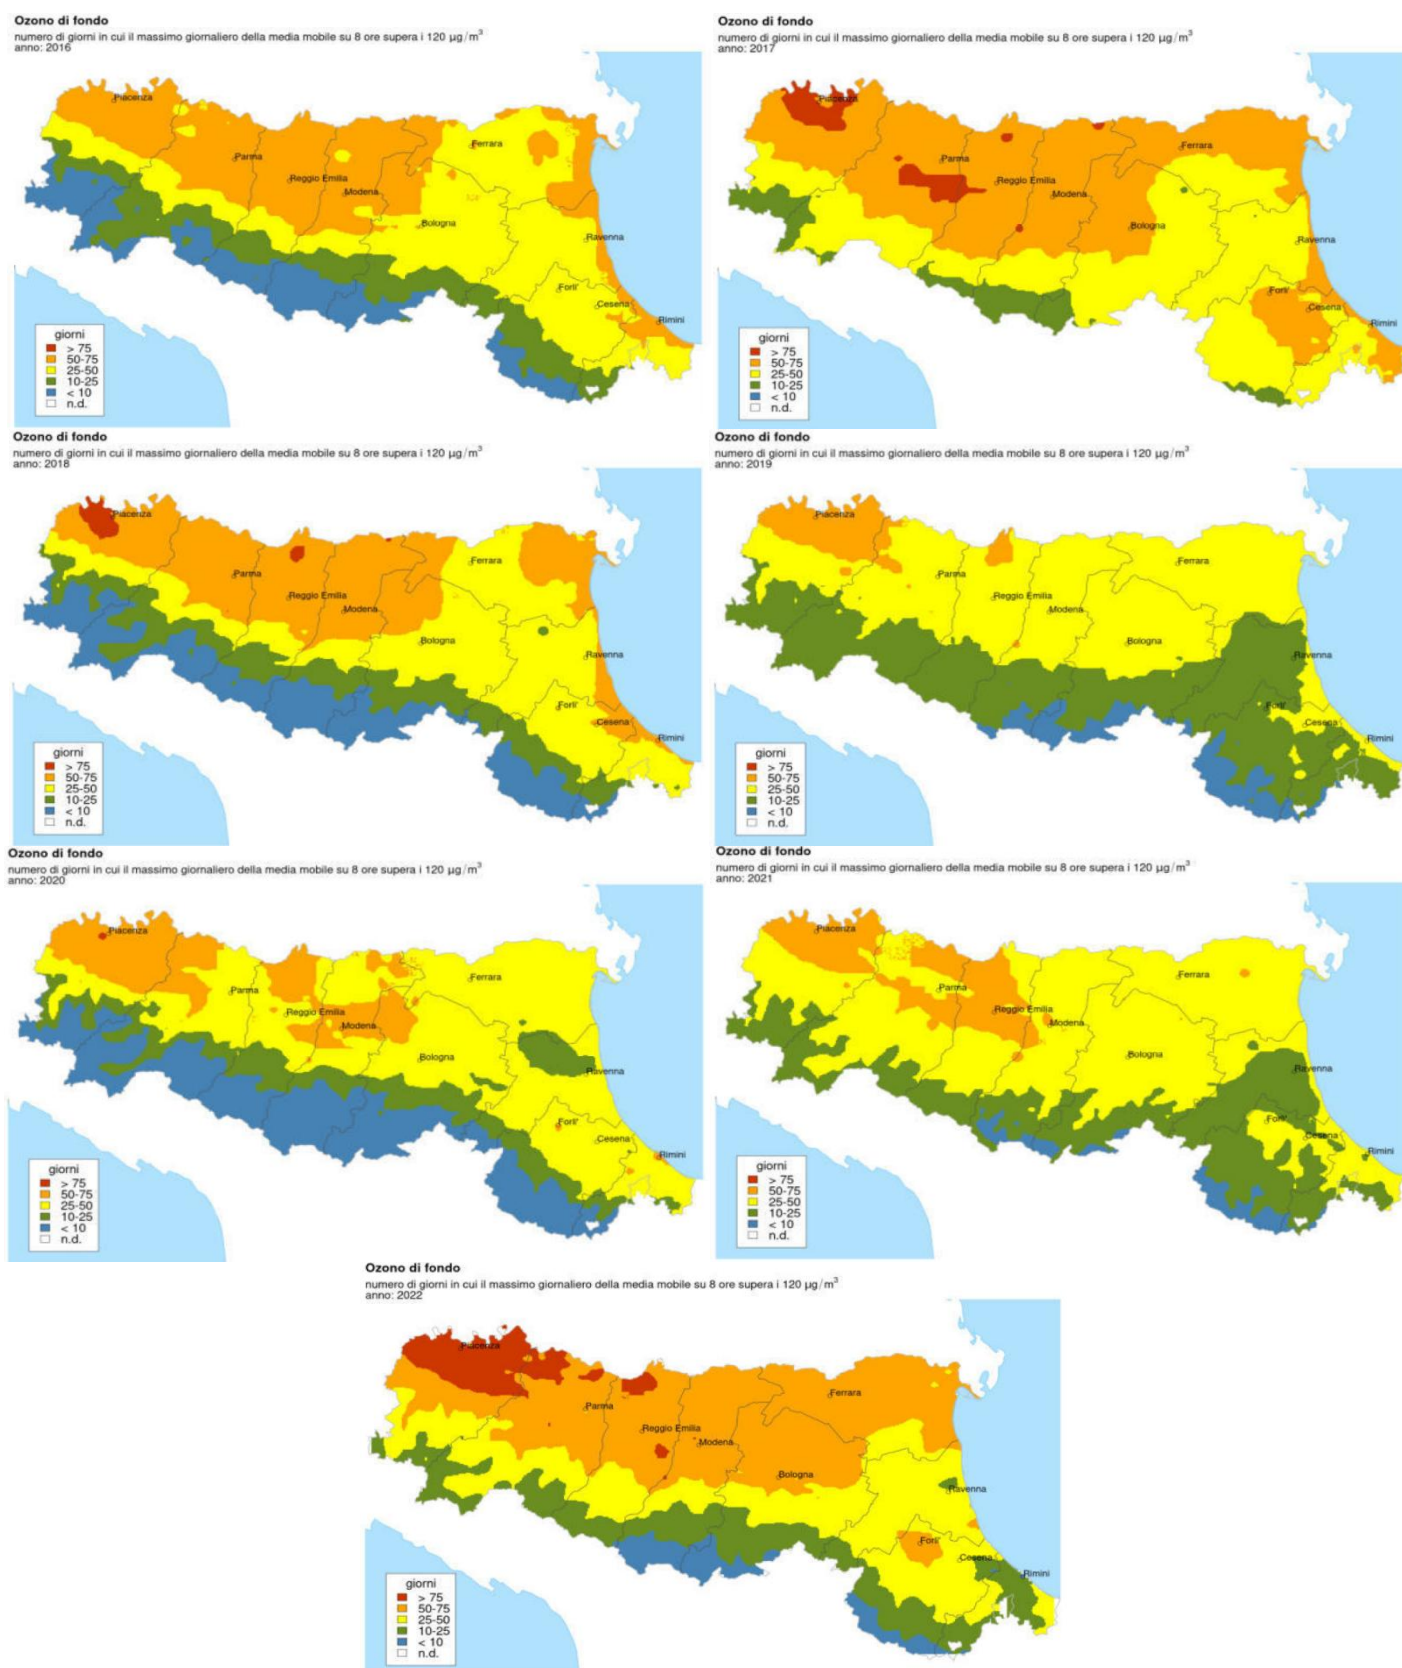 Ozono di fondo
numero di giorni in cui il massimo giornaliero della media mobile su 8 ore supera i 120 µg/m³
anno: 2016
Piacenza
Parma
Reggio Emilia
Modena
Ferrara
Bologna
Ravenna
Forli'
Cesena
Rimini
giorni
> 75
50-75
25-50
10-25
< 10
n.d.
Ozono di fondo
numero di giorni in cui il massimo giornaliero della media mobile su 8 ore supera i 120 µg/m³
anno: 2017
Piacenza
Parma
Reggio Emilia
Modena
Ferrara
Bologna
Ravenna
Forli'
Cesena
Rimini
giorni
> 75
50-75
25-50
10-25
< 10
n.d.
Ozono di fondo
numero di giorni in cui il massimo giornaliero della media mobile su 8 ore supera i 120 µg/m³
anno: 2018
Piacenza
Parma
Reggio Emilia
Modena
Ferrara
Bologna
Ravenna
Forli'
Cesena
Rimini
giorni
> 75
50-75
25-50
10-25
< 10
n.d.
Ozono di fondo
numero di giorni in cui il massimo giornaliero della media mobile su 8 ore supera i 120 µg/m³
anno: 2019
Piacenza
Parma
Reggio Emilia
Modena
Ferrara
Bologna
Ravenna
Forli'
Cesena
Rimini
giorni
> 75
50-75
25-50
10-25
< 10
n.d.
Ozono di fondo
numero di giorni in cui il massimo giornaliero della media mobile su 8 ore supera i 120 µg/m³
anno: 2020
Piacenza
Parma
Reggio Emilia
Modena
Ferrara
Bologna
Ravenna
Forli'
Cesena
Rimini
giorni
> 75
50-75
25-50
10-25
< 10
n.d.
Ozono di fondo
numero di giorni in cui il massimo giornaliero della media mobile su 8 ore supera i 120 µg/m³
anno: 2021
Piacenza
Parma
Reggio Emilia
Modena
Ferrara
Bologna
Ravenna
Forli'
Cesena
Rimini
giorni
> 75
50-75
25-50
10-25
< 10
n.d.
Ozono di fondo
numero di giorni in cui il massimo giornaliero della media mobile su 8 ore supera i 120 µg/m³
anno: 2022
Piacenza
Parma
Reggio Emilia
Modena
Ferrara
Bologna
Ravenna
Forli'
Cesena
Rimini
giorni
> 75
50-75
25-50
10-25
< 10
n.d.